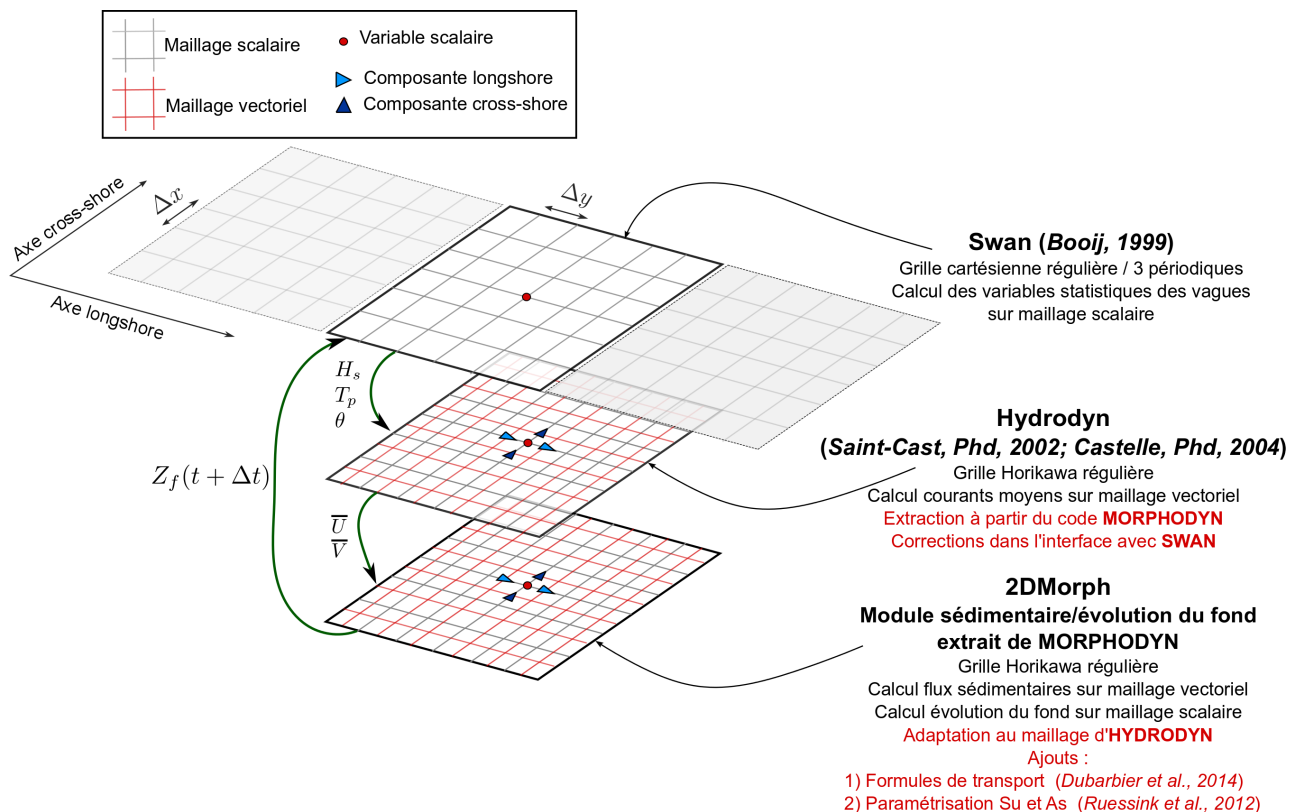 Maillage scalaire
Maillage vectoriel
Variable scalaire
Composante longshore
Composante cross-shore
Axe cross-shore
Δx
Axe longshore
Δy
Swan (Booij, 1999)
Grille cartésienne régulière / 3 périodiques
Calcul des variables statistiques des vagues
sur maillage scalaire
H_s
T_p
θ
Z_f(t + Δt)
Hydrodyn
(Saint-Cast, Phd, 2002; Castelle, Phd, 2004)
Grille Horikawa régulière
Calcul courants moyens sur maillage vectoriel
Extraction à partir du code MORPHODYN
Corrections dans l'interface avec SWAN
U̅
V̅
2DMorph
Module sédimentaire/évolution du fond
extrait de MORPHODYN
Grille Horikawa régulière
Calcul flux sédimentaires sur maillage vectoriel
Calcul évolution du fond sur maillage scalaire
Adaptation au maillage d'HYDRODYN
Ajouts :
1) Formules de transport (Dubarbier et al., 2014)
2) Paramétrisation Su et As (Ruessink et al., 2012)